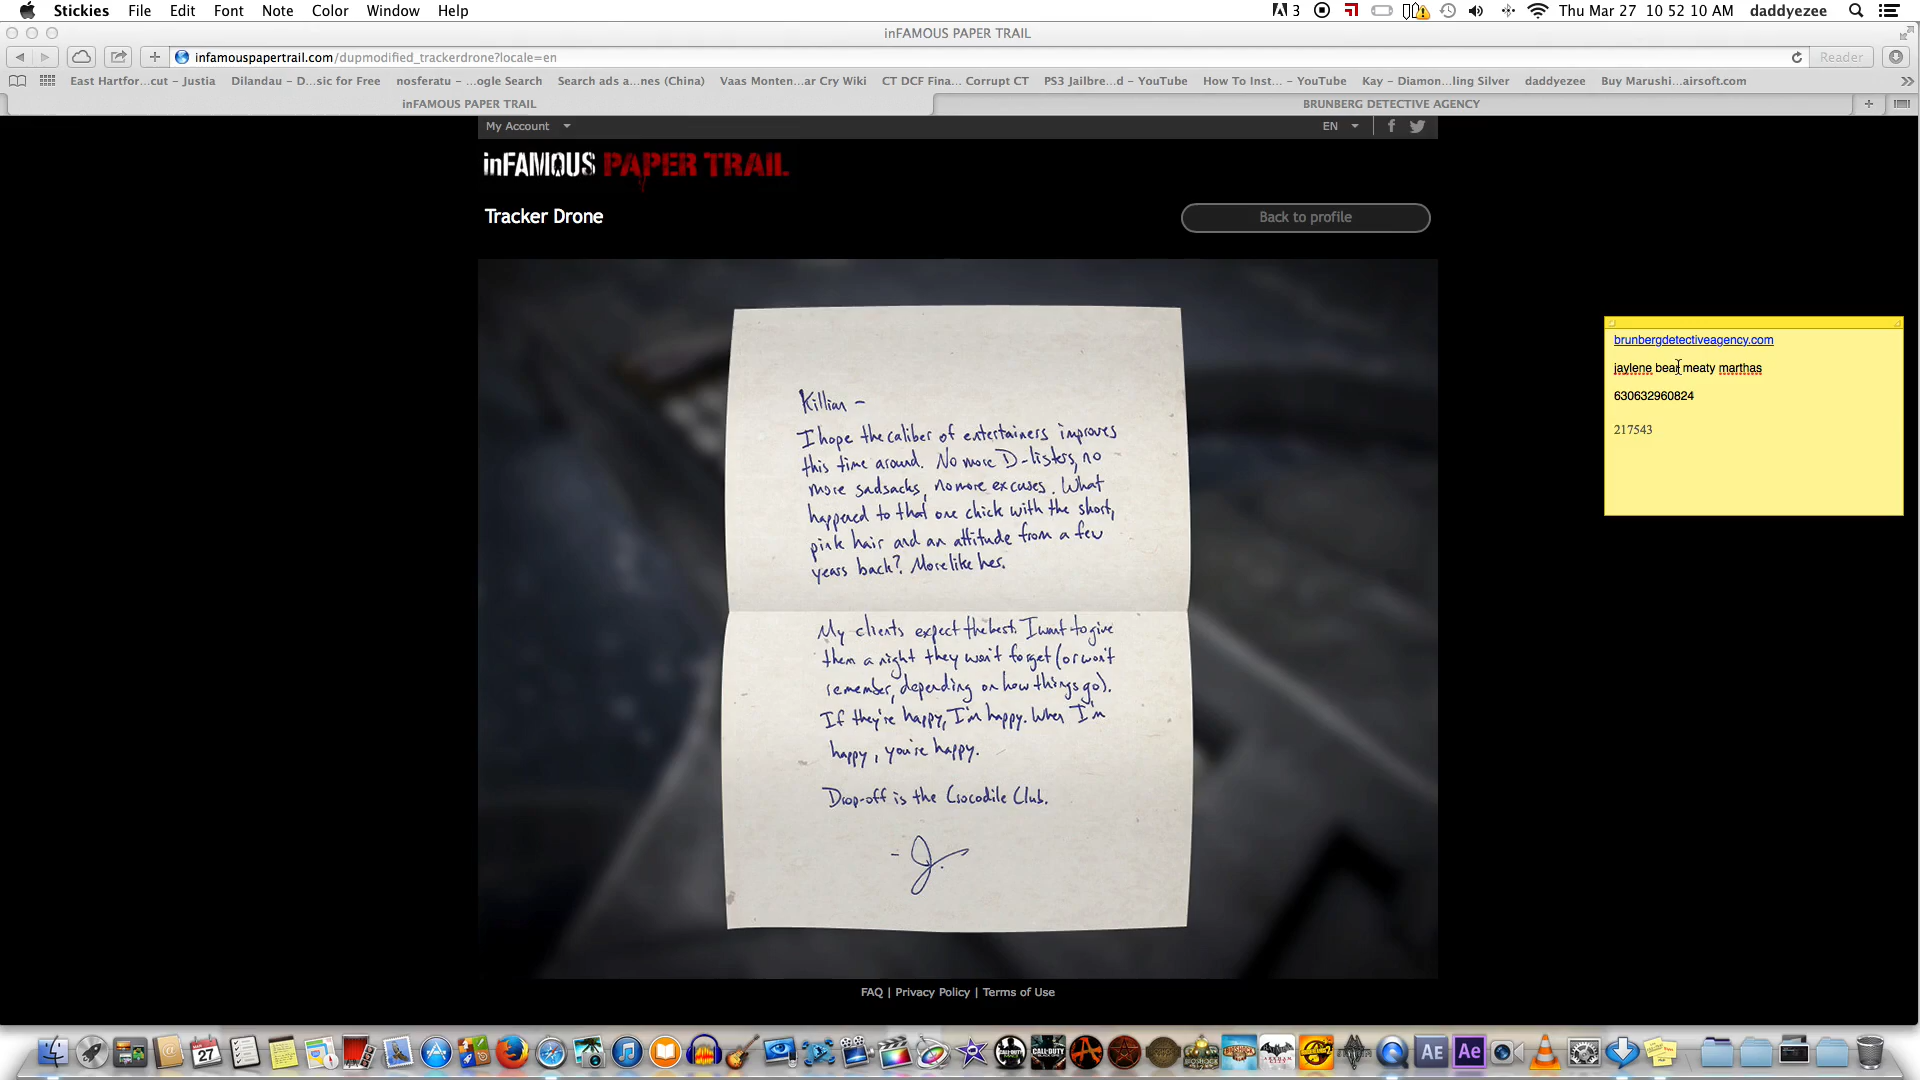 Stickies File Edit Font Note Color Window Help
3
Thu Mar 27 10 52 10 AM daddyezee
inFAMOUS PAPER TRAIL
infamouspapertrail.com/dupmodified_trackerdrone?locale=en
Reader
East Hartfor...cut – Justia Dilandau – D...sic for Free nosferatu – ...ogle Search Search ads a...nes (China) Vaas Monten...ar Cry Wiki CT DCF Fina... Corrupt CT PS3 Jailbre...d – YouTube How To Inst... – YouTube Kay – Diamon...ling Silver daddyezee Buy Marushi...airsoft.com
inFAMOUS PAPER TRAIL BRUNBERG DETECTIVE AGENCY
My Account EN
inFAMOUS PAPER TRAIL
Tracker Drone Back to profile
Killian –
I hope the caliber of entertainers improves
this time around. No more D-listers, no
more sadsacks, no more excuses. What
happened to that one chick with the short,
pink hair and an attitude from a few
years back? More like her.
My clients expect the best. I want to give
them a night they won't forget (or won't
remember, depending on how things go).
If they're happy, I'm happy. When I'm
happy, you're happy.
Drop-off is the Crocodile Club.
– J.
brunbergdetectiveagency.com
jaylene bear meaty marthas
630632960824
217543
FAQ | Privacy Policy | Terms of Use
MAR
27
AE Ae